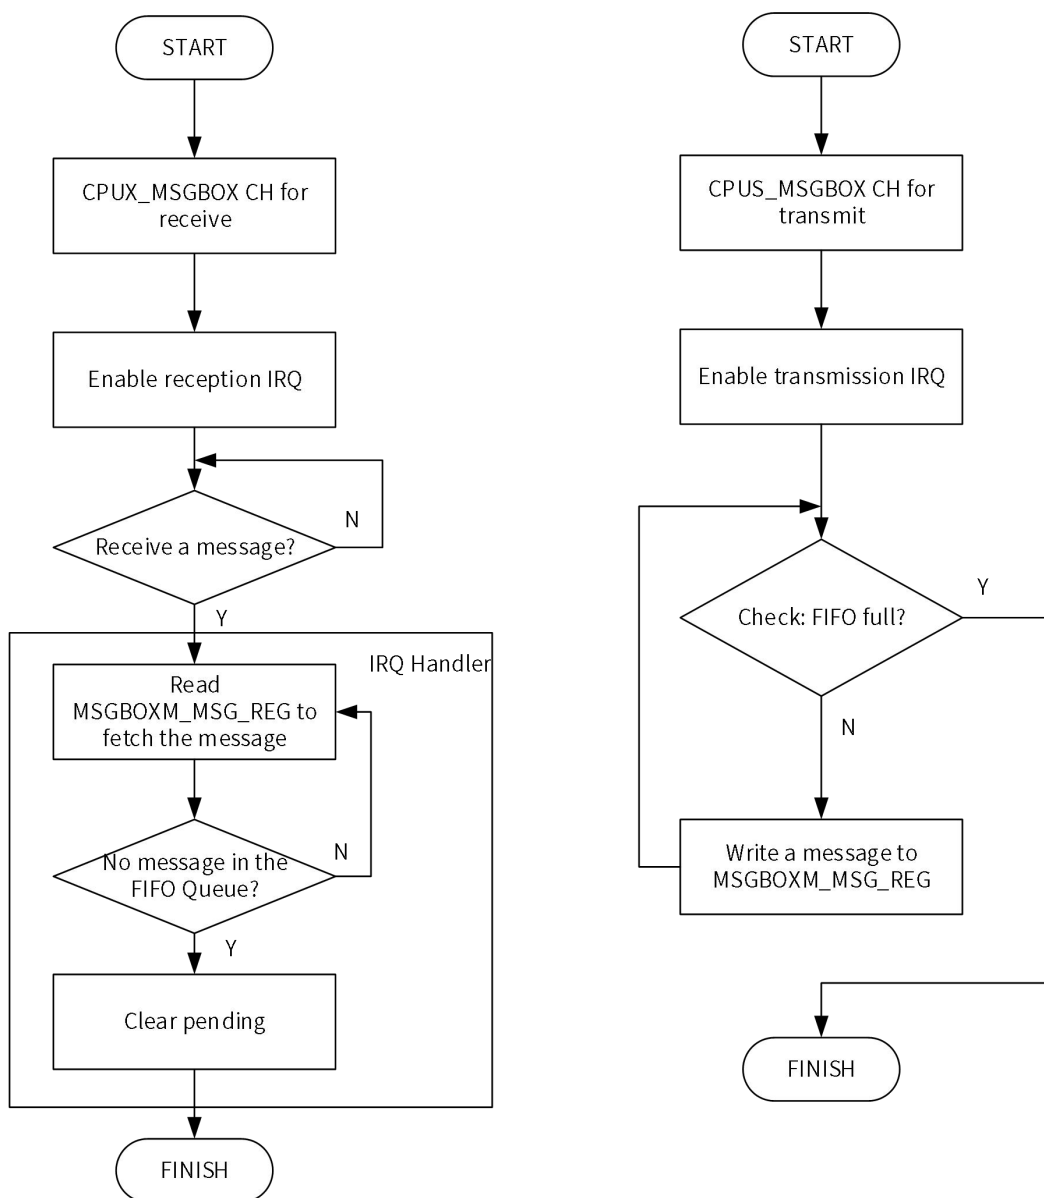 START
CPUX_MSGBOX CH for
receive
Enable reception IRQ
N
Receive a message?
Y
IRQ Handler
Read
MSGBOXM_MSG_REG to
fetch the message
N
No message in the
FIFO Queue?
Y
Clear pending
FINISH
START
CPUS_MSGBOX CH for
transmit
Enable transmission IRQ
Y
Check: FIFO full?
N
Write a message to
MSGBOXM_MSG_REG
FINISH